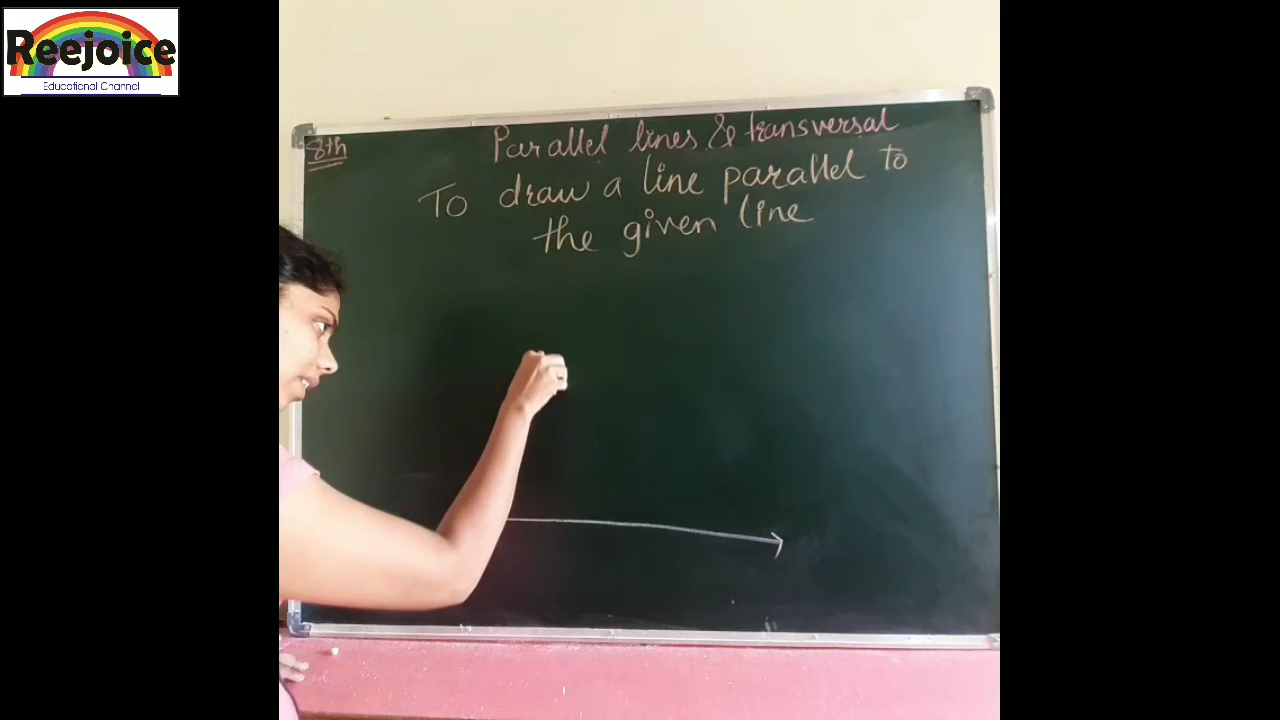 Reejoice
Educational Channel
8th
Parallel lines & transversal
To draw a line parallel to
the given line